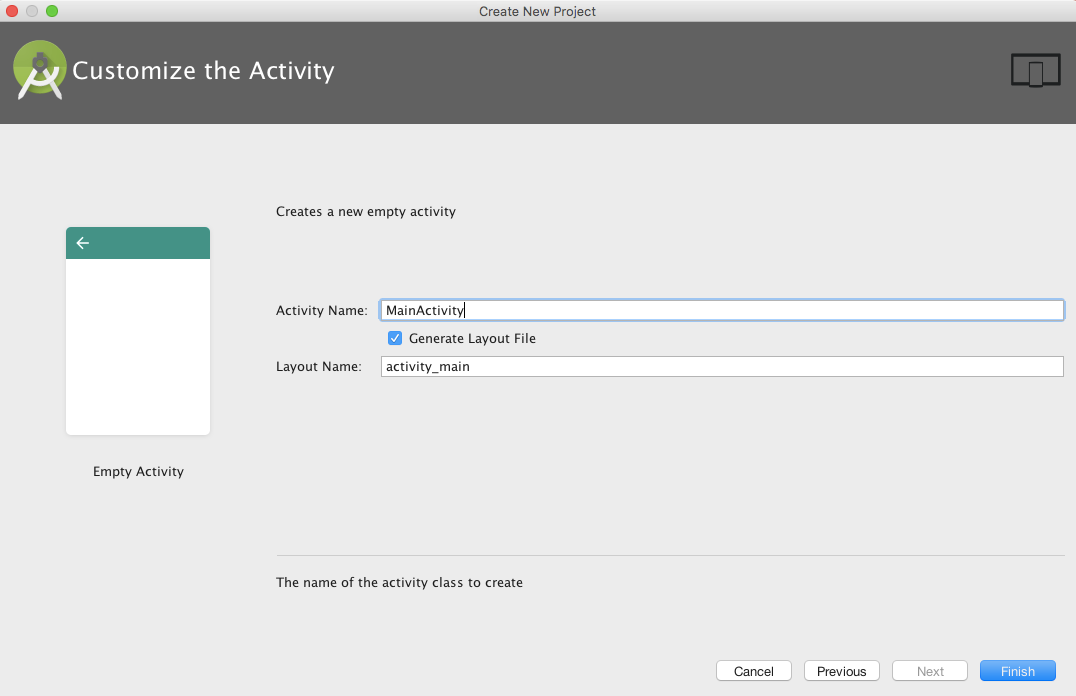 Create New Project
Customize the Activity
Creates a new empty activity
Activity Name: MainActivity
Generate Layout File
Layout Name: activity_main
Empty Activity
The name of the activity class to create
Cancel Previous Next Finish